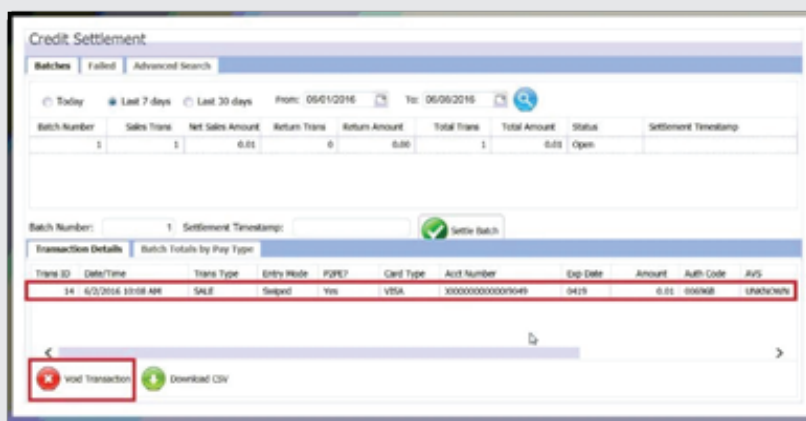 Credit Settlement
Batches Failed Advanced Search
Today Last 7 days Last 30 days From: 06/01/2016 To: 06/08/2016
Batch Number Sales Trans Net Sales Amount Return Trans Return Amount Total Trans Total Amount Status Settlement Timestamp
1 1 0.01 0 0.00 1 0.01 Open
Batch Number: 1 Settlement Timestamp: Settle Batch
Transaction Details Batch Totals by Pay Type
Trans ID Date/Time Trans Type Entry Mode P2PE? Card Type Acct Number Exp Date Amount Auth Code AVS
14 6/2/2016 10:08 AM SALE Swiped Yes VISA 0419 0.01 UNKNOWN
Void Transaction Download CSV